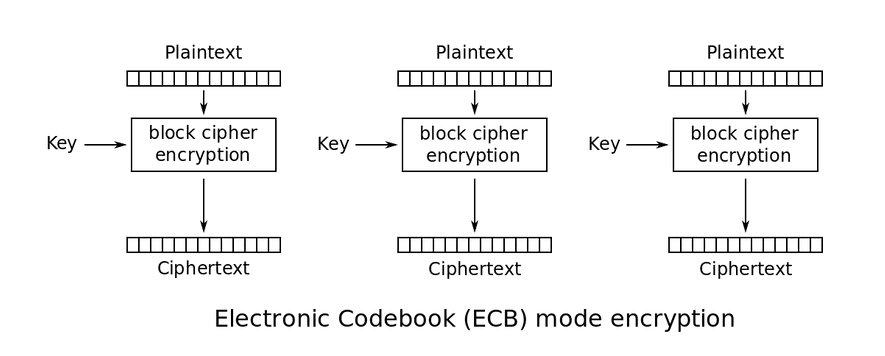 Plaintext
Plaintext
Plaintext
Key
block cipher
encryption
Key
block cipher
encryption
Key
block cipher
encryption
Ciphertext
Ciphertext
Ciphertext
Electronic Codebook (ECB) mode encryption